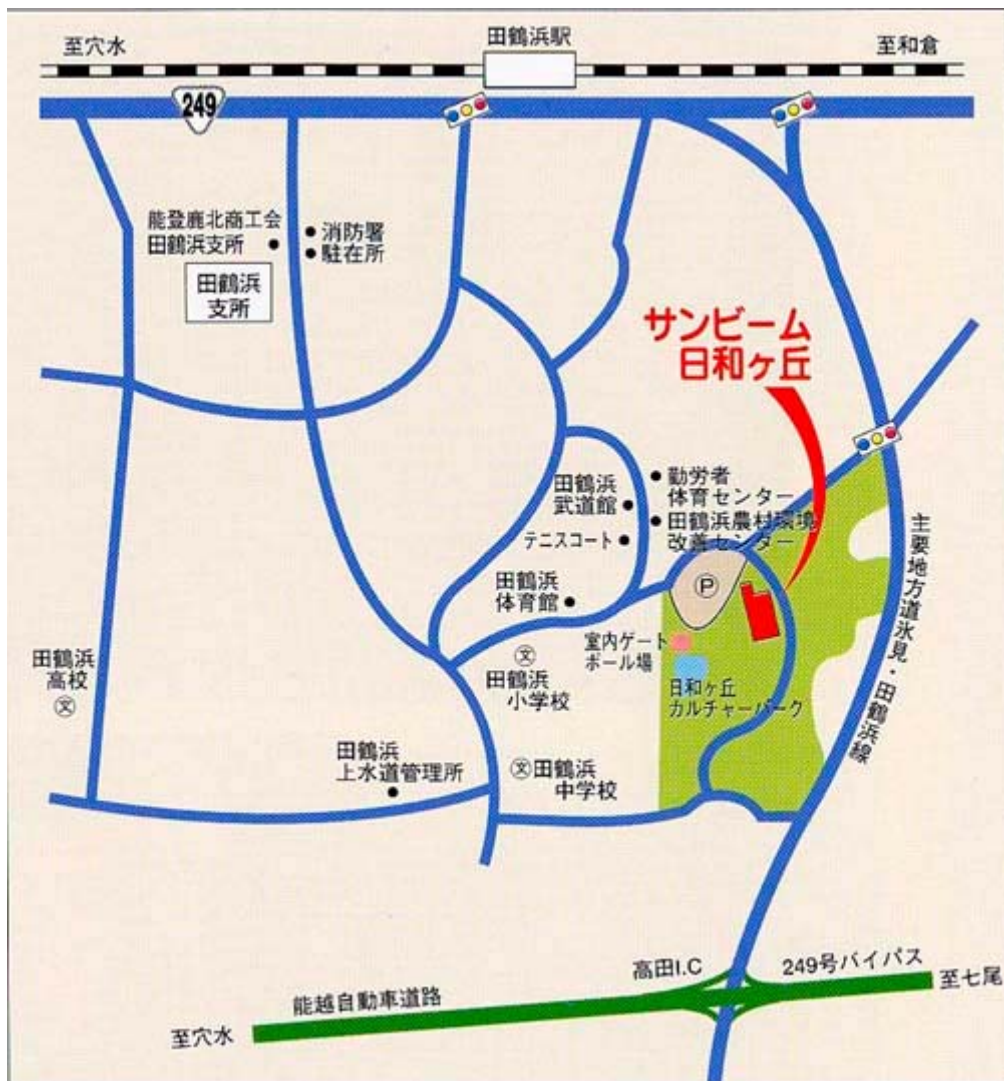 田鶴浜駅
至穴水
至和倉
249
能登鹿北商工会
田鶴浜支所
消防署
駐在所
田鶴浜
支所
サンビーム
日和ヶ丘
田鶴浜
武道館
勤労者
体育センター
田鶴浜農村環境
改善センター
テニスコート
田鶴浜
体育館
P
主要地方道氷見・田鶴浜線
室内ゲート
ボール場
田鶴浜
高校
文
文
田鶴浜
小学校
日和ヶ丘
カルチャーパーク
田鶴浜
上水道管理所
文田鶴浜
中学校
高田I.C
249号バイパス
至七尾
能越自動車道路
至穴水